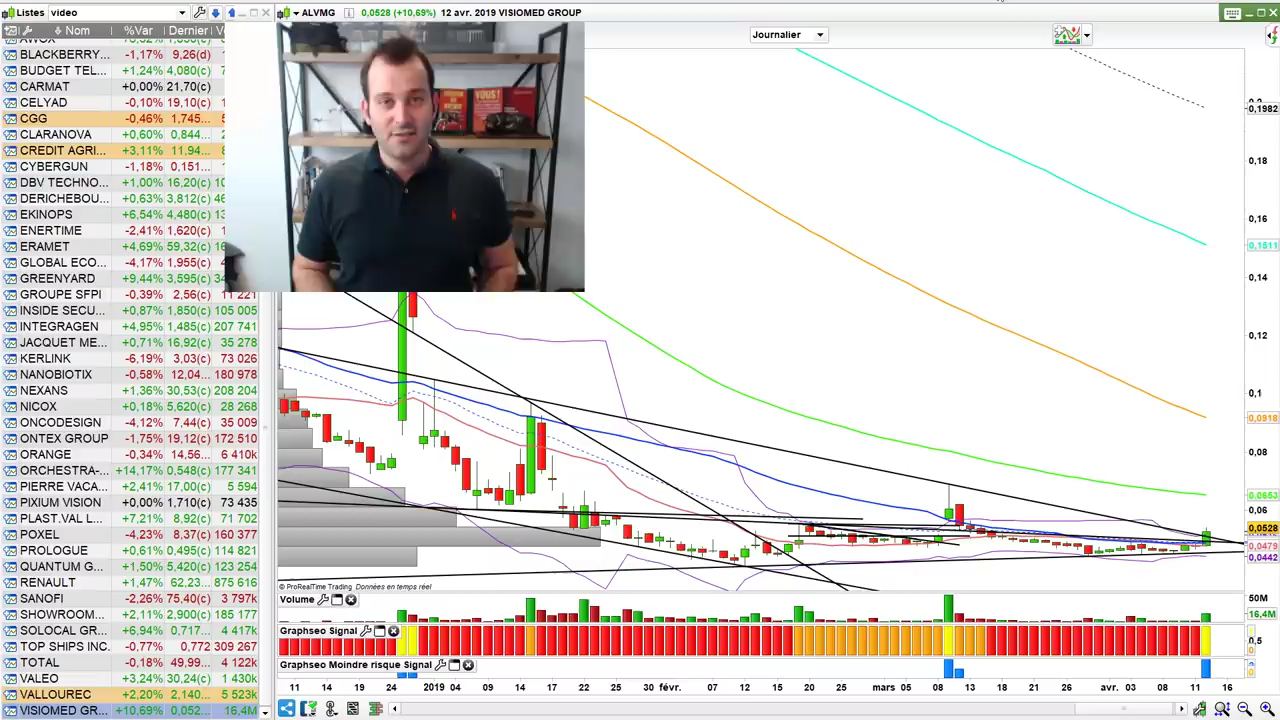 Listes video
ALVMG 0,0528 (+10,69%) 12 avr. 2019 VISIOMED GROUP
Nom %Var Dernier
Journalier
BLACKBERRY... -1,17% 9,26(d)
BUDGET TEL... +1,24% 4,080(c)
CARMAT +0,00% 21,70(c)
CELYAD -0,10% 19,10(c)
CGG -0,46% 1,745...
CLARANOVA +0,60% 0,844...
CREDIT AGRI... +3,11% 11,94...
CYBERGUN -1,18% 0,151...
DBV TECHNO... +1,00% 16,20(c)
DERICHEBOU... +0,63% 3,812(c)
EKINOPS +6,54% 4,480(c)
ENERTIME -2,41% 1,620(c)
ERAMET +4,69% 59,32(c)
GLOBAL ECO... -4,17% 1,955(c)
GREENYARD +9,44% 3,595(c)
GROUPE SFPI -0,39% 2,56(c) 11 221
INSIDE SECU... +0,87% 1,850(c) 105 005
INTEGRAGEN +4,95% 1,485(c) 207 741
JACQUET ME... +0,71% 16,92(c) 35 278
KERLINK -6,19% 3,03(c) 73 026
NANOBIOTIX -0,58% 12,04... 180 978
NEXANS +1,36% 30,53(c) 208 204
NICOX +0,18% 5,620(c) 28 268
ONCODESIGN -4,12% 7,44(c) 35 009
ONTEX GROUP -1,75% 19,12(c) 172 510
ORANGE -0,34% 14,56... 6 410k
ORCHESTRA-... +14,17% 0,548(c) 177 341
PIERRE VACA... +2,41% 17,00(c) 5 594
PIXIUM VISION +0,00% 1,710(c) 73 435
PLAST.VAL L... +7,21% 8,92(c) 71 702
POXEL -4,23% 8,37(c) 160 377
PROLOGUE +0,61% 0,495(c) 114 821
QUANTUM G... +1,50% 5,420(c) 28 254
RENAULT +1,47% 62,23... 875 616
SANOFI -2,26% 75,40(c) 3 797k
SHOWROOM... +2,11% 2,900(c) 185 177
SOLOCAL GR... +6,94% 0,717... 4 417k
TOP SHIPS INC. -0,77% 0,772 309 267
TOTAL -0,18% 49,99... 4 122k
VALEO +3,24% 30,24(c) 1 430k
VALLOUREC +2,20% 2,140... 5 523k
VISIOMED GR... +10,69% 0,052... 16,4M
0,1982
0,18
0,16
0,1511
0,14
0,12
0,1
0,0918
0,08
0,0653
0,06
0,0528
0,0479
0,0442
© ProRealTime Trading Données en temps réel
Volume
50M
16,4M
Graphseo Signal
0,5
Graphseo Moindre risque Signal
11 14 19 24 2019 04 09 14 17 22 25 30 févr. 07 12 15 20 25 mars 05 08 13 18 21 26 29 avr. 03 08 11 16